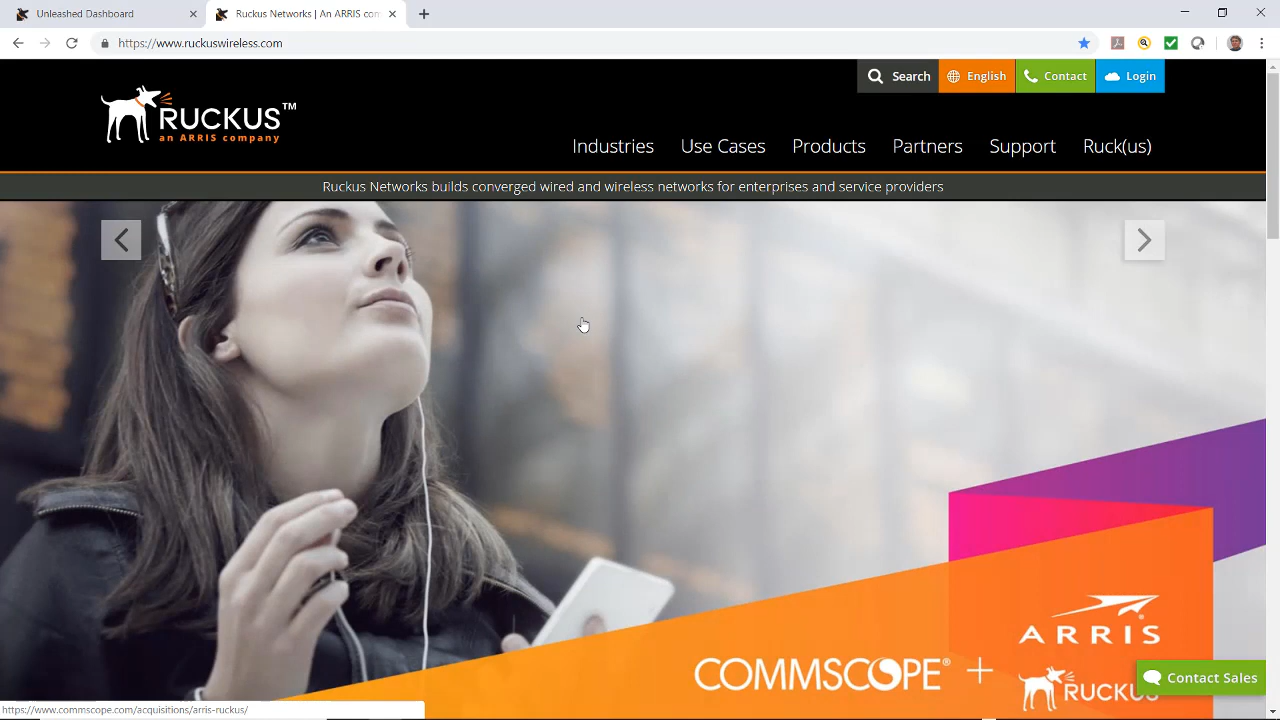 Unleashed Dashboard
Ruckus Networks | An ARRIS com
https://www.ruckuswireless.com
Search
English
Contact
Login
RUCKUS™
an ARRIS company
Industries
Use Cases
Products
Partners
Support
Ruck(us)
Ruckus Networks builds converged wired and wireless networks for enterprises and service providers
ARRIS
COMMSCOPE® +
RUCKUS
Contact Sales
https://www.commscope.com/acquisitions/arris-ruckus/